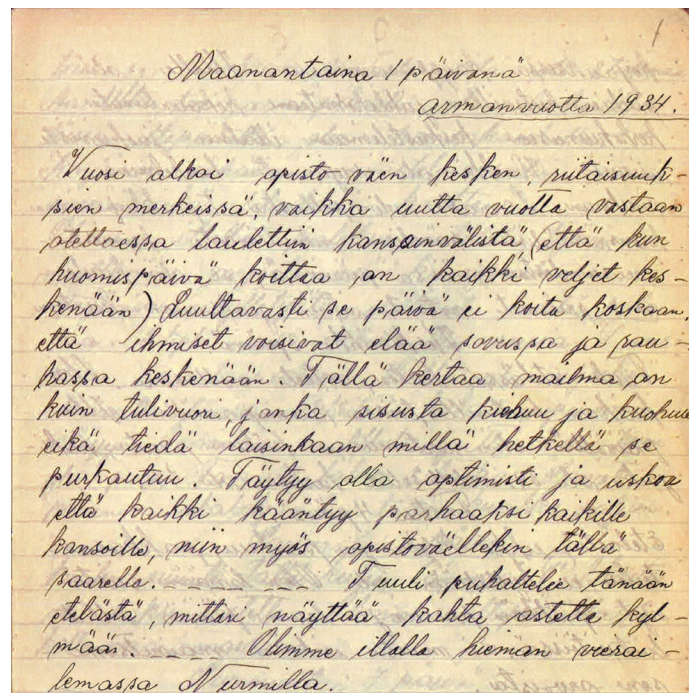 1
Maanantaina 1 päivänä
armonvuotta 1934.
Vuosi alkoi opisto väen kesken, riitaisuuk-
sien merkeissä, vaikka uutta vuotta vastaan
otettaessa laulettiin kansainvälistä (että kun
huomispäivä koittaa, on kaikki veljet kes-
kenään) Luultavasti se päivä ei koita koskaan,
että ihmiset voisivat elää sovussa ja rau-
hassa keskenään. Tällä kertaa mailma on
kuin tulivuori, jonka sisusta kiehuu ja kuohuu
eikä tiedä laisinkaan millä hetkellä se
purkautuu. Täytyy olla optimisti ja uskoa
että kaikki kääntyy parhaaksi kaikille
kansoille, niin myös opistoväellekin tällä
saarella. _ _ _ _ _ _ Tuuli puhaltelee tänään
etelästä, mittari näyttää kahta astetta kyl-
mää. _ _ Olimme illalla hieman vierai-
lemassa Nurmilla.